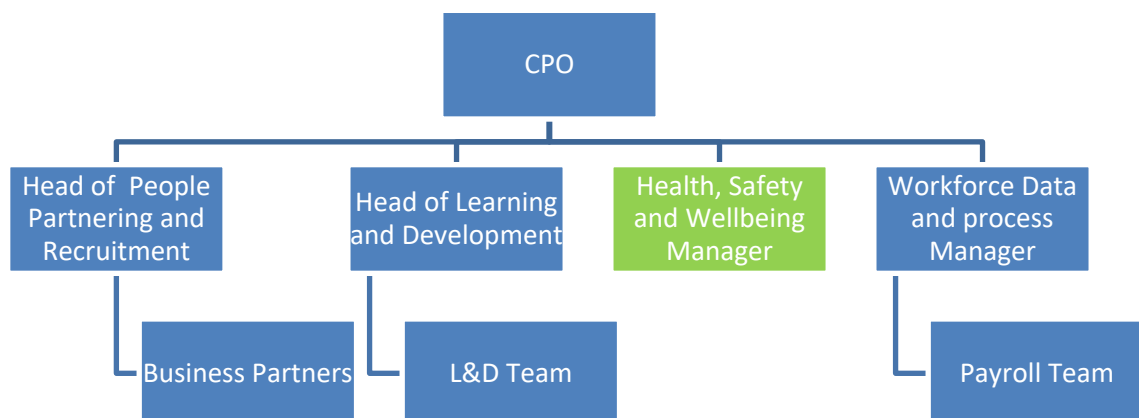 CPO
Head of People
Partnering and
Recruitment
Head of Learning
and Development
Health, Safety
and Wellbeing
Manager
Workforce Data
and process
Manager
Business Partners
L&D Team
Payroll Team